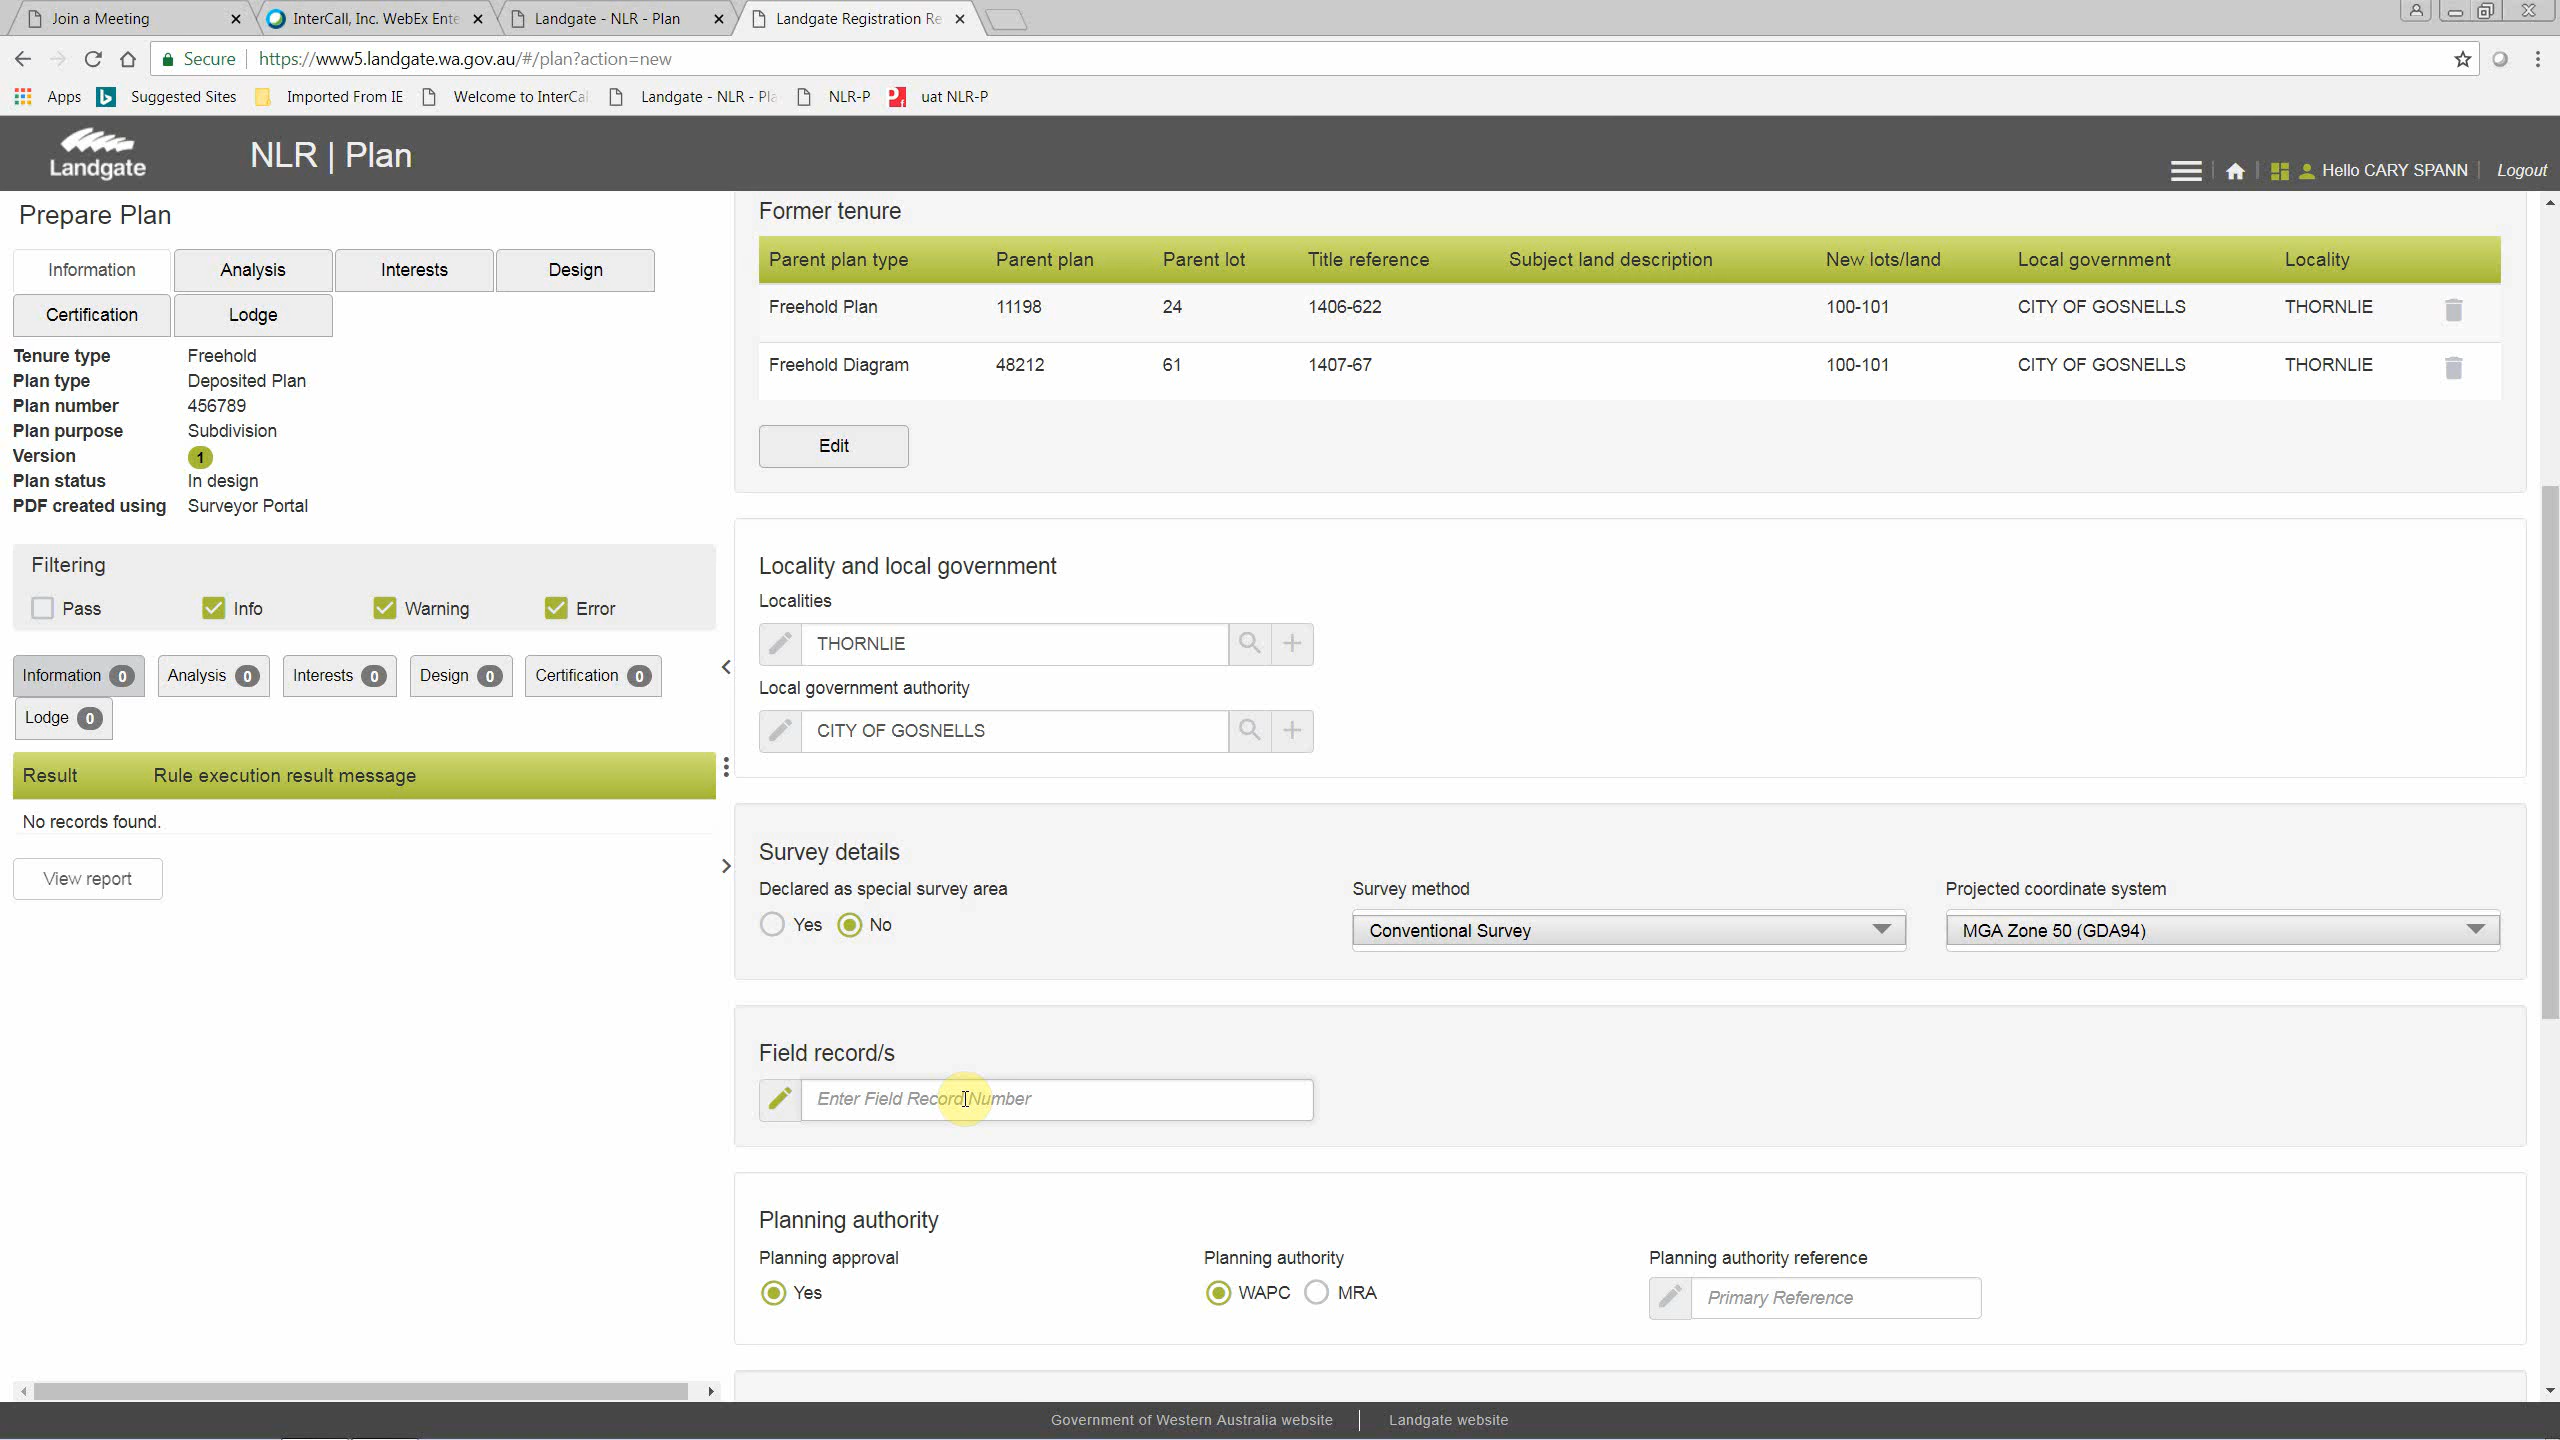 Join a Meeting
InterCall, Inc. WebEx Ente
Landgate - NLR - Plan
Landgate Registration Re
Secure
https://www5.landgate.wa.gov.au/#/plan?action=new
Apps
Suggested Sites
Imported From IE
Welcome to InterCal
Landgate - NLR - Pla
NLR-P
uat NLR-P
Landgate
NLR | Plan
Hello CARY SPANN
Logout
Prepare Plan
Information
Analysis
Interests
Design
Certification
Lodge
Tenure type Freehold
Plan type Deposited Plan
Plan number 456789
Plan purpose Subdivision
Version 1
Plan status In design
PDF created using Surveyor Portal
Filtering
Pass Info Warning Error
Information 0 Analysis 0 Interests 0 Design 0 Certification 0
Lodge 0
Result Rule execution result message
No records found.
View report
Former tenure
Parent plan type Parent plan Parent lot Title reference Subject land description New lots/land Local government Locality
Freehold Plan 11198 24 1406-622 100-101 CITY OF GOSNELLS THORNLIE
Freehold Diagram 48212 61 1407-67 100-101 CITY OF GOSNELLS THORNLIE
Edit
Locality and local government
Localities
THORNLIE
Local government authority
CITY OF GOSNELLS
Survey details
Declared as special survey area Survey method Projected coordinate system
Yes No Conventional Survey MGA Zone 50 (GDA94)
Field record/s
Enter Field Record Number
Planning authority
Planning approval Planning authority Planning authority reference
Yes WAPC MRA Primary Reference
Government of Western Australia website
Landgate website